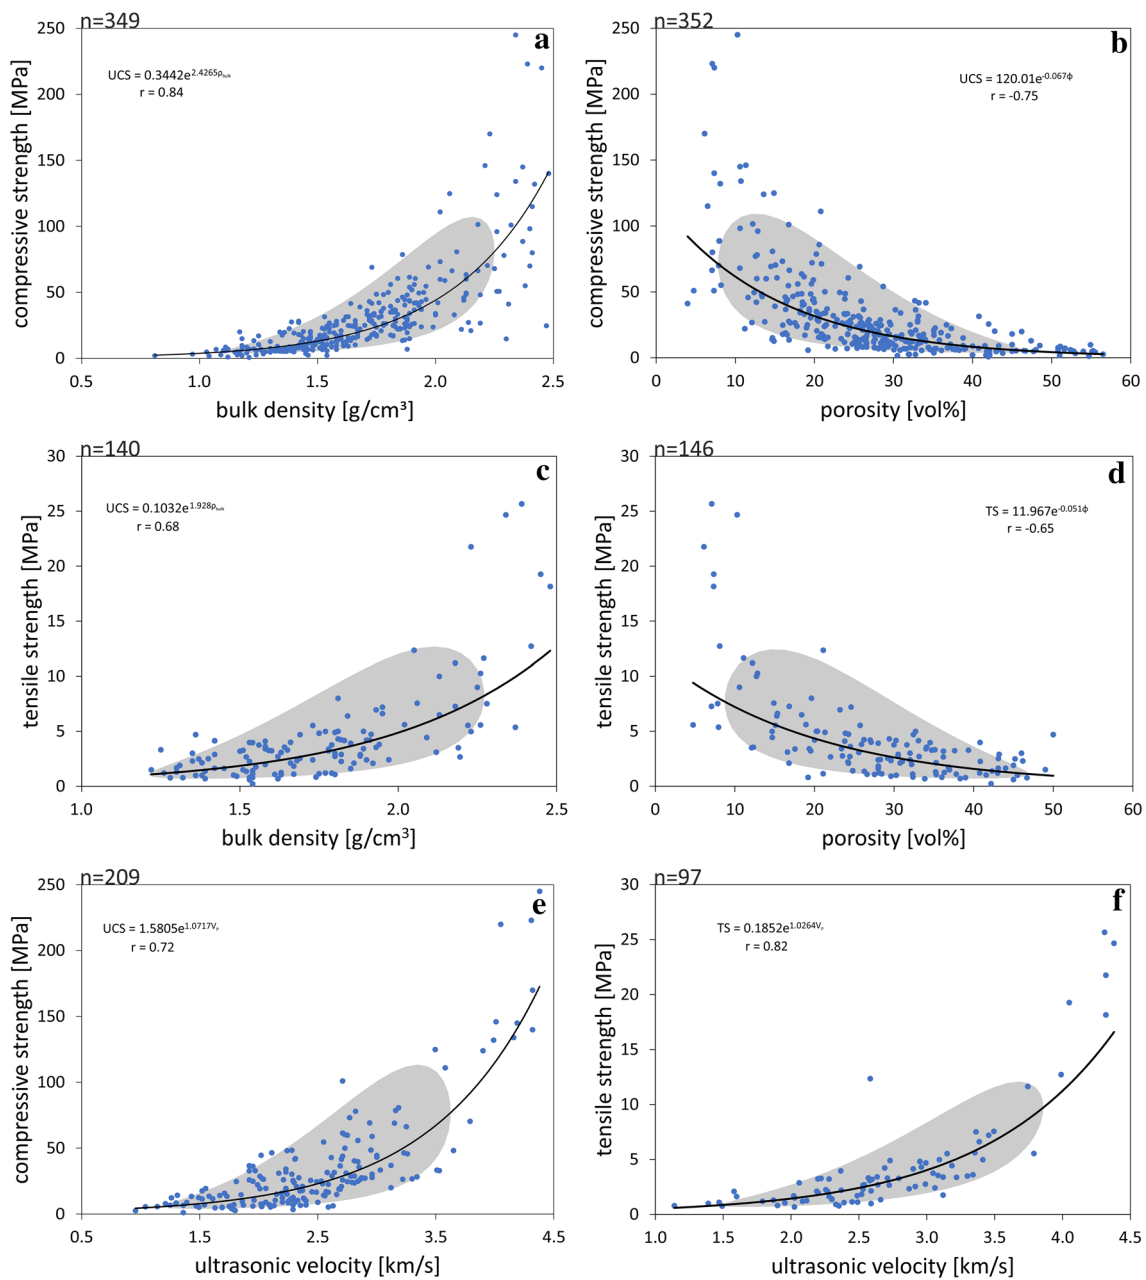 n=349
a
250
200
150
100
50
0
compressive strength [MPa]
UCS = 0.3442e^2.4265ρbulk
r = 0.84
0.5 1.0 1.5 2.0 2.5
bulk density [g/cm³]
n=352
b
250
200
150
100
50
0
compressive strength [MPa]
UCS = 120.01e^-0.067ϕ
r = -0.75
0 10 20 30 40 50 60
porosity [vol%]
n=140
c
30
25
20
15
10
5
0
tensile strength [MPa]
UCS = 0.1032e^1.928ρbulk
r = 0.68
1.0 1.5 2.0 2.5
bulk density [g/cm³]
n=146
d
30
25
20
15
10
5
0
tensile strength [MPa]
TS = 11.967e^-0.051ϕ
r = -0.65
0 10 20 30 40 50 60
porosity [vol%]
n=209
e
250
200
150
100
50
0
compressive strength [MPa]
UCS = 1.5805e^1.0717Vₚ
r = 0.72
0.5 1.5 2.5 3.5 4.5
ultrasonic velocity [km/s]
n=97
f
30
25
20
15
10
5
0
tensile strength [MPa]
TS = 0.1852e^1.0264Vₚ
r = 0.82
1.0 1.5 2.0 2.5 3.0 3.5 4.0 4.5
ultrasonic velocity [km/s]